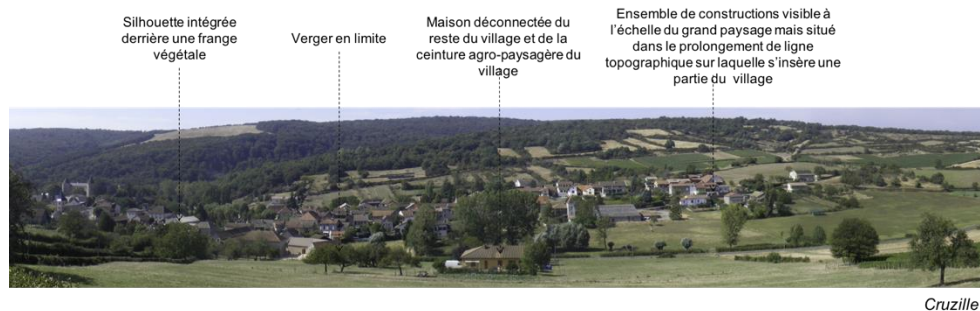 Silhouette intégrée
derrière une frange
végétale
Verger en limite
Maison déconnectée du
reste du village et de la
ceinture agro-paysagère du
village
Ensemble de constructions visible à
l'échelle du grand paysage mais situé
dans le prolongement de ligne
topographique sur laquelle s'insère une
partie du village
Cruzille